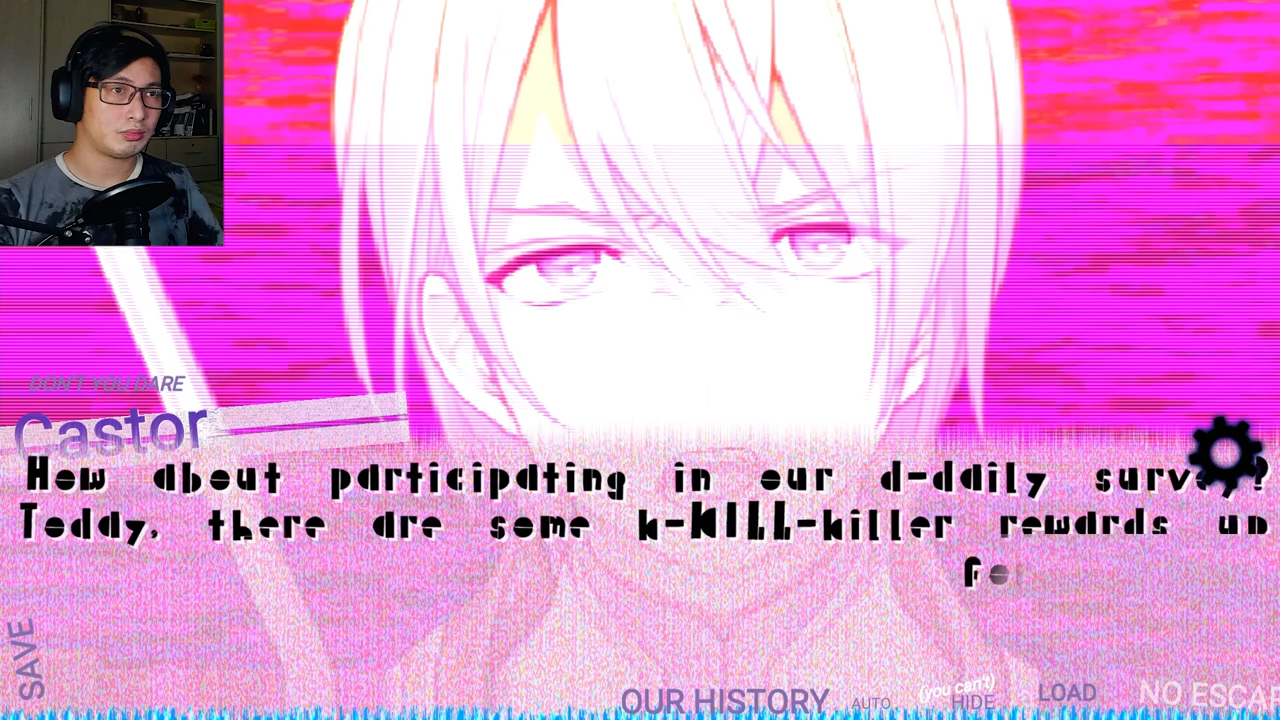 DON'T YOU DARE
Castor
How about participating in our d-daily survey?
Today, there are some k-KILL-killer rewards up
for
SAVE
OUR HISTORY
AUTO
(you can't)
HIDE
LOAD
NO ESCAP